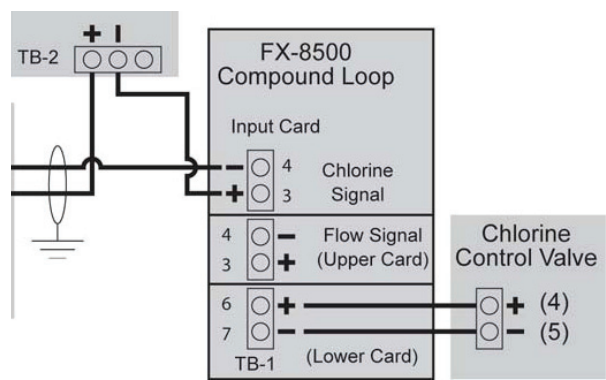 + −
TB-2
FX-8500
Compound Loop
Input Card
− 4 Chlorine
+ 3 Signal
4 − Flow Signal
3 + (Upper Card)
6 +
7 −
TB-1 (Lower Card)
Chlorine
Control Valve
+ (4)
− (5)